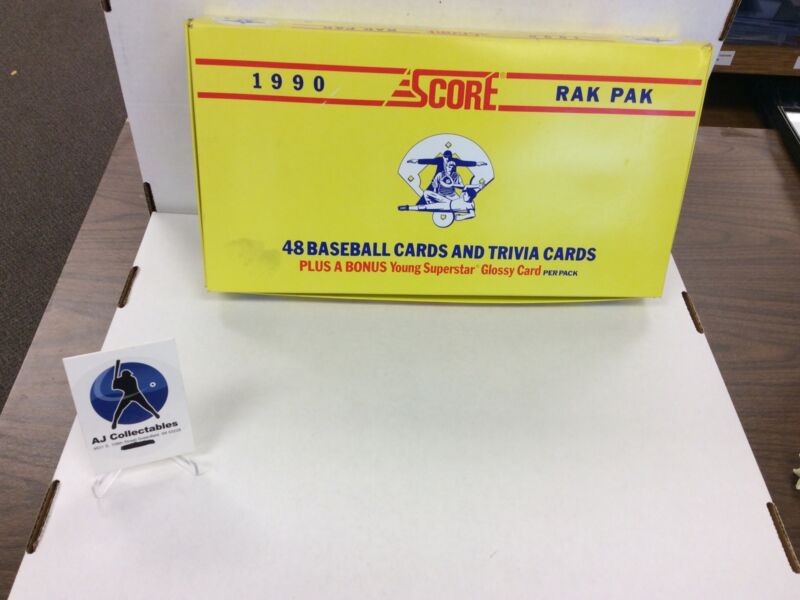 1990 SCORE RAK PAK
48 BASEBALL CARDS AND TRIVIA CARDS
PLUS A BONUS Young Superstar™ Glossy Card PER PACK
AJ Collectables